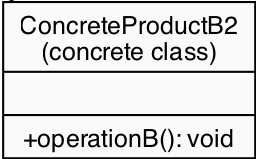 ConcreteProductB2
(concrete class)
+operationB(): void